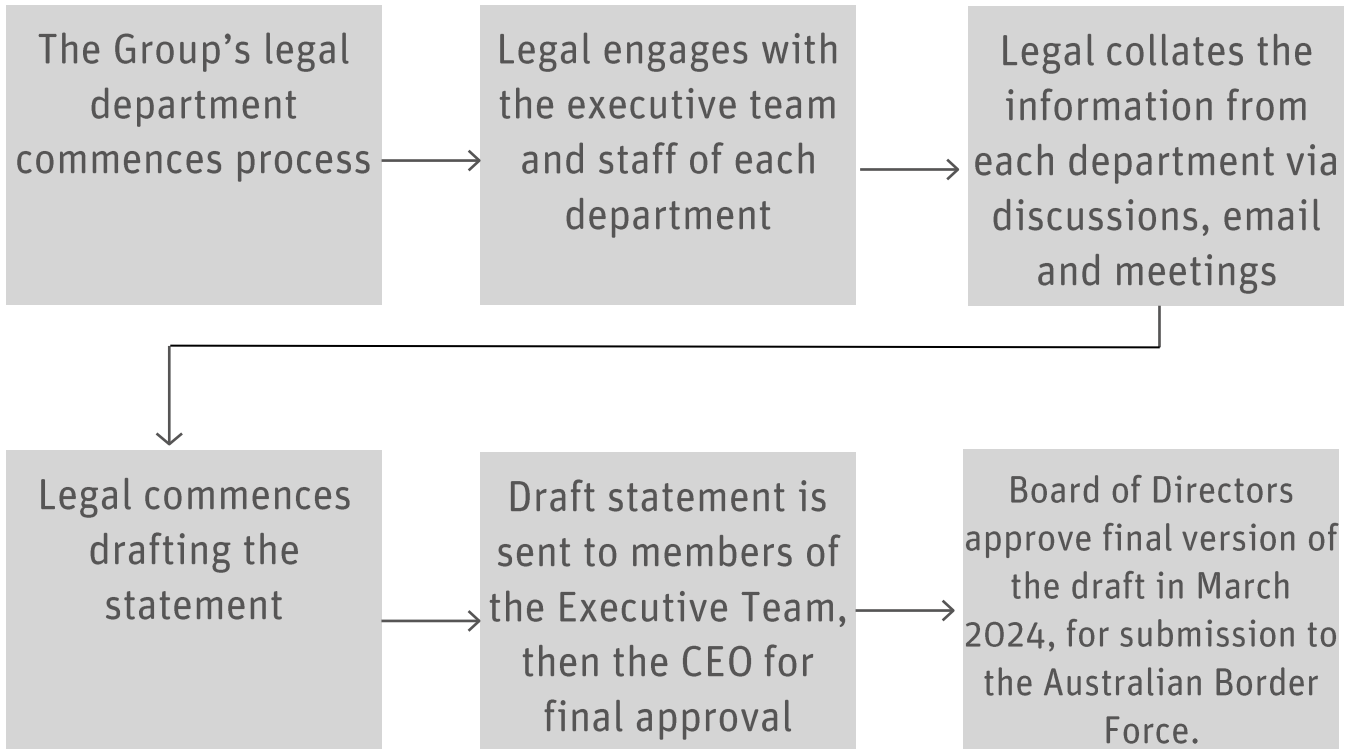 The Group’s legal
department
commences process
Legal engages with
the executive team
and staff of each
department
Legal collates the
information from
each department via
discussions, email
and meetings
Legal commences
drafting the
statement
Draft statement is
sent to members of
the Executive Team,
then the CEO for
final approval
Board of Directors
approve final version of
the draft in March
2024, for submission to
the Australian Border
Force.